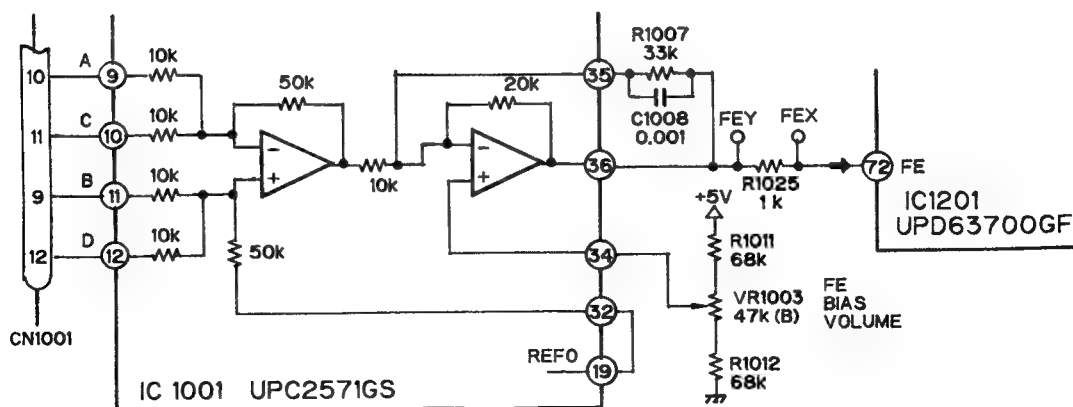 R1007
33k
10k
A
10
9
35
50k
20k
10k
C1008
0.001
FEY
FEX
C
11
10
−
−
10k
36
72
FE
B
10k
+
+
9
11
R1025
1k
IC1201
UPD63700GF
+5V
10k
D
34
R1011
68k
12
12
50k
VR1003
47k (B)
FE
BIAS
VOLUME
32
CN1001
REF0
19
R1012
68k
IC 1001 UPC2571GS